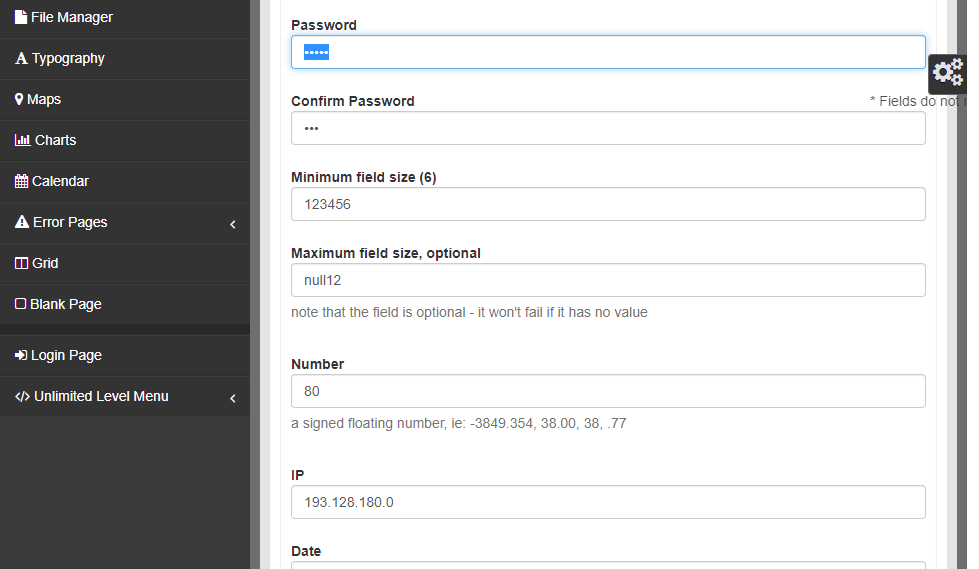 File Manager
Typography
Maps
Charts
Calendar
Error Pages
Grid
Blank Page
Login Page
Unlimited Level Menu
Password
•••••
Confirm Password
* Fields do not
•••
Minimum field size (6)
123456
Maximum field size, optional
null12
note that the field is optional - it won't fail if it has no value
Number
80
a signed floating number, ie: -3849.354, 38.00, 38, .77
IP
193.128.180.0
Date